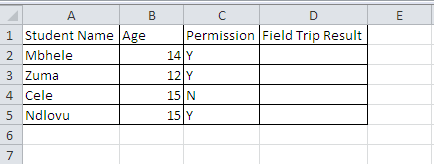 A B C D E
1 Student Name Age Permission Field Trip Result
2 Mbhele 14 Y
3 Zuma 12 Y
4 Cele 15 N
5 Ndlovu 15 Y
6
7